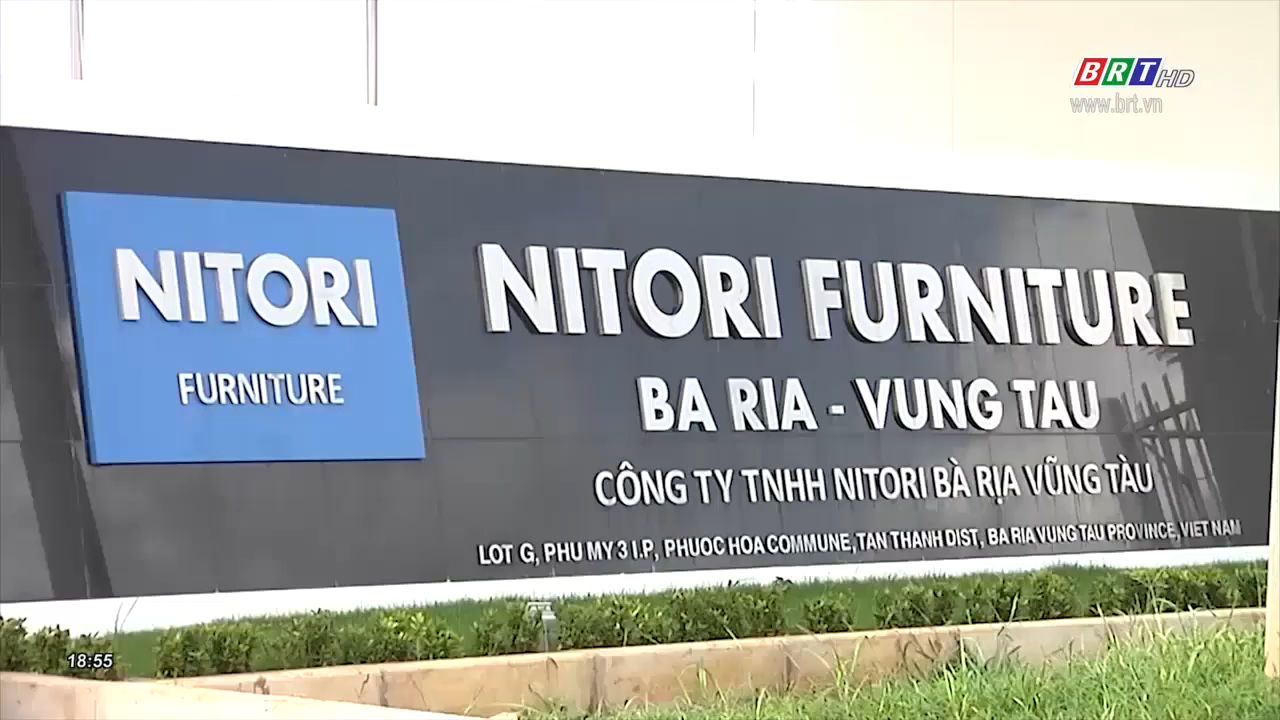 BRT HD
www.brt.vn
NITORI
FURNITURE
NITORI FURNITURE
BA RIA - VUNG TAU
CÔNG TY TNHH NITORI BÀ RỊA VŨNG TÀU
LOT G, PHU MY 3 I.P, PHUOC HOA COMMUNE, TAN THANH DIST, BA RIA VUNG TAU PROVINCE, VIET NAM
18:55